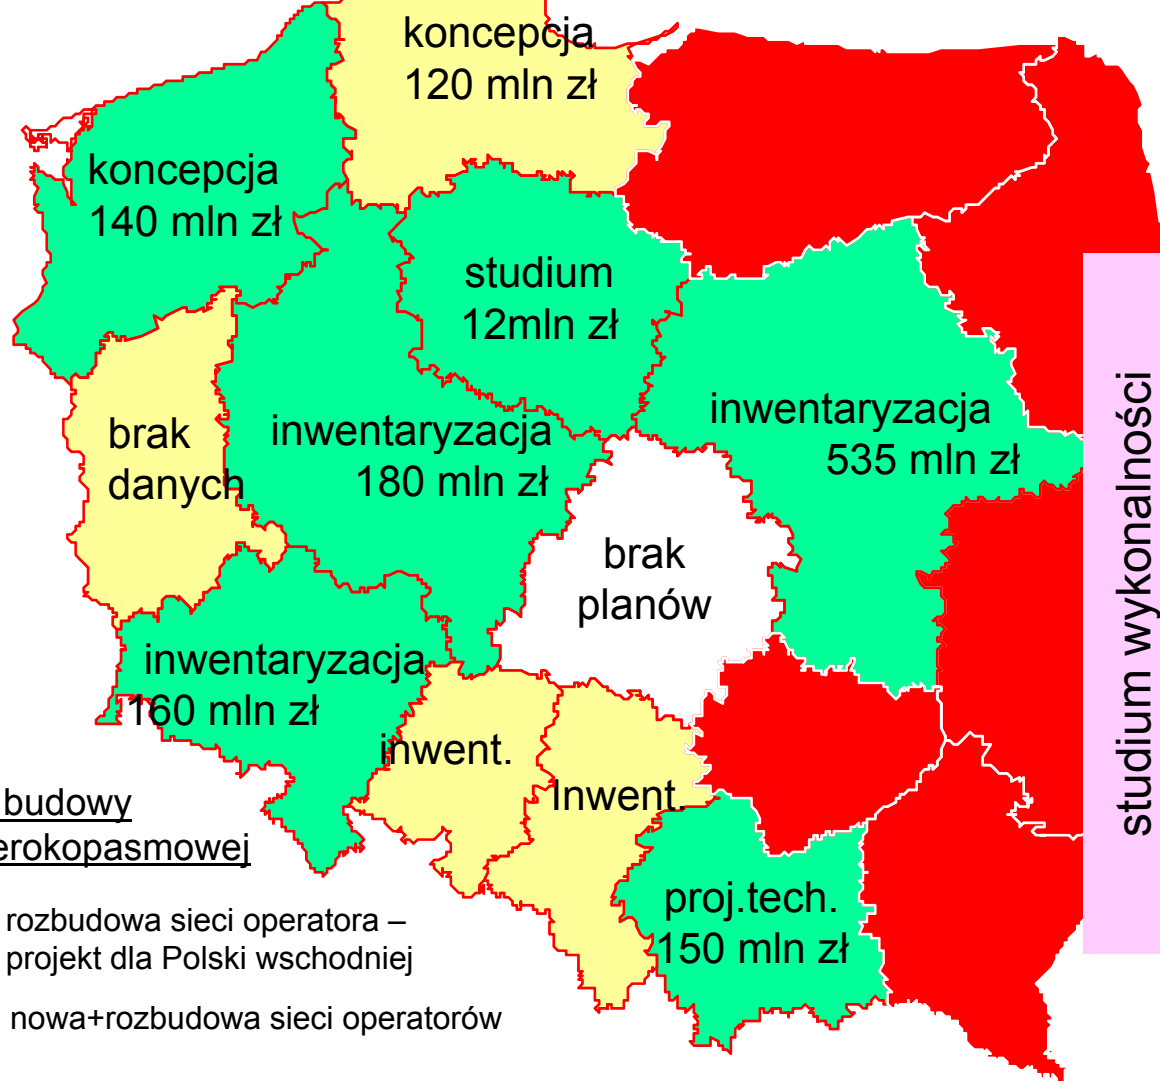 koncepcja
120 mln zł
koncepcja
140 mln zł
studium
12mln zł
inwentaryzacja
535 mln zł
brak
danych
inwentaryzacja
180 mln zł
brak
planów
inwentaryzacja
160 mln zł
inwent.
Inwent.
proj.tech.
150 mln zł
studium wykonalności
budowy
erokopasmowej
rozbudowa sieci operatora –
projekt dla Polski wschodniej
nowa+rozbudowa sieci operatorów